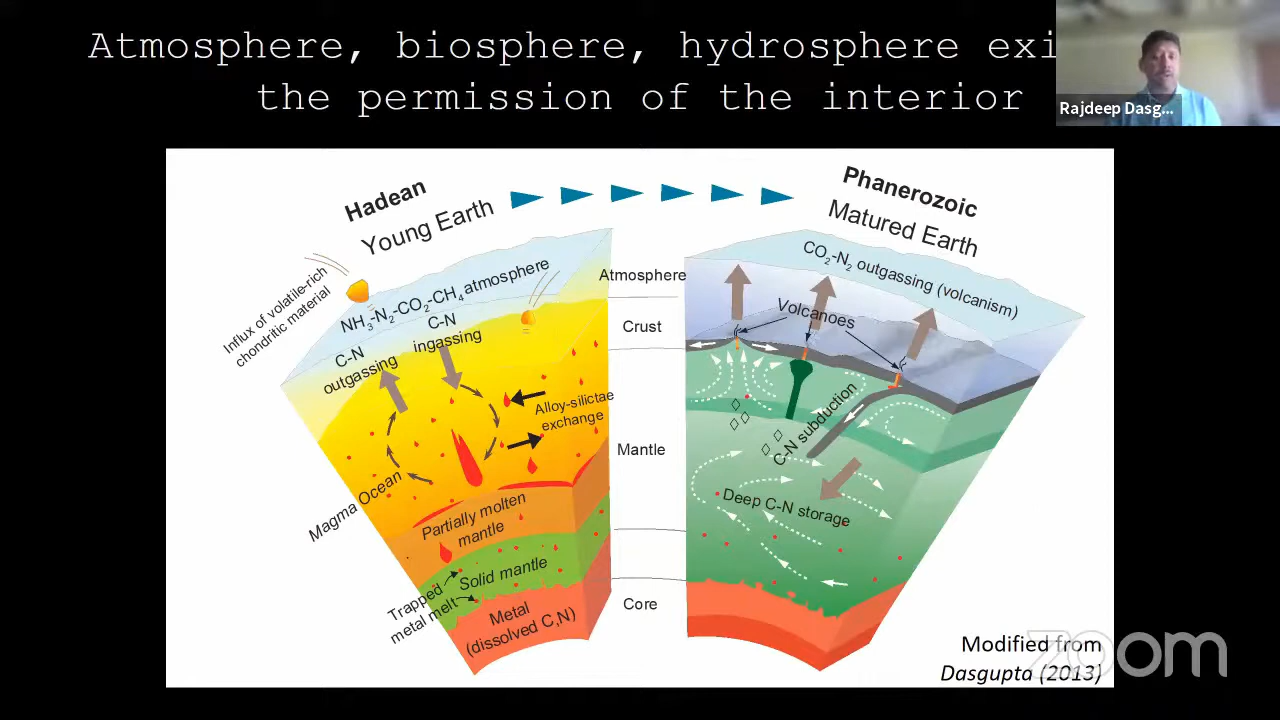 Atmosphere, biosphere, hydrosphere
the permission of the interior
Rajdeep Dasg...
Hadean
Young Earth
Phanerozoic
Matured Earth
Influx of volatile-rich
chondritic material
NH3-N2-CO2-CH4 atmosphere
C-N
outgassing
C-N
ingassing
Alloy-silictae
exchange
Magma Ocean
Partially molten
mantle
Solid mantle
Trapped
metal melt
Metal
(dissolved C,N)
Atmosphere
Crust
Mantle
Core
CO2-N2 outgassing (volcanism)
Volcanoes
C-N subduction
Deep C-N storage
Modified from
Dasgupta (2013)
zoom